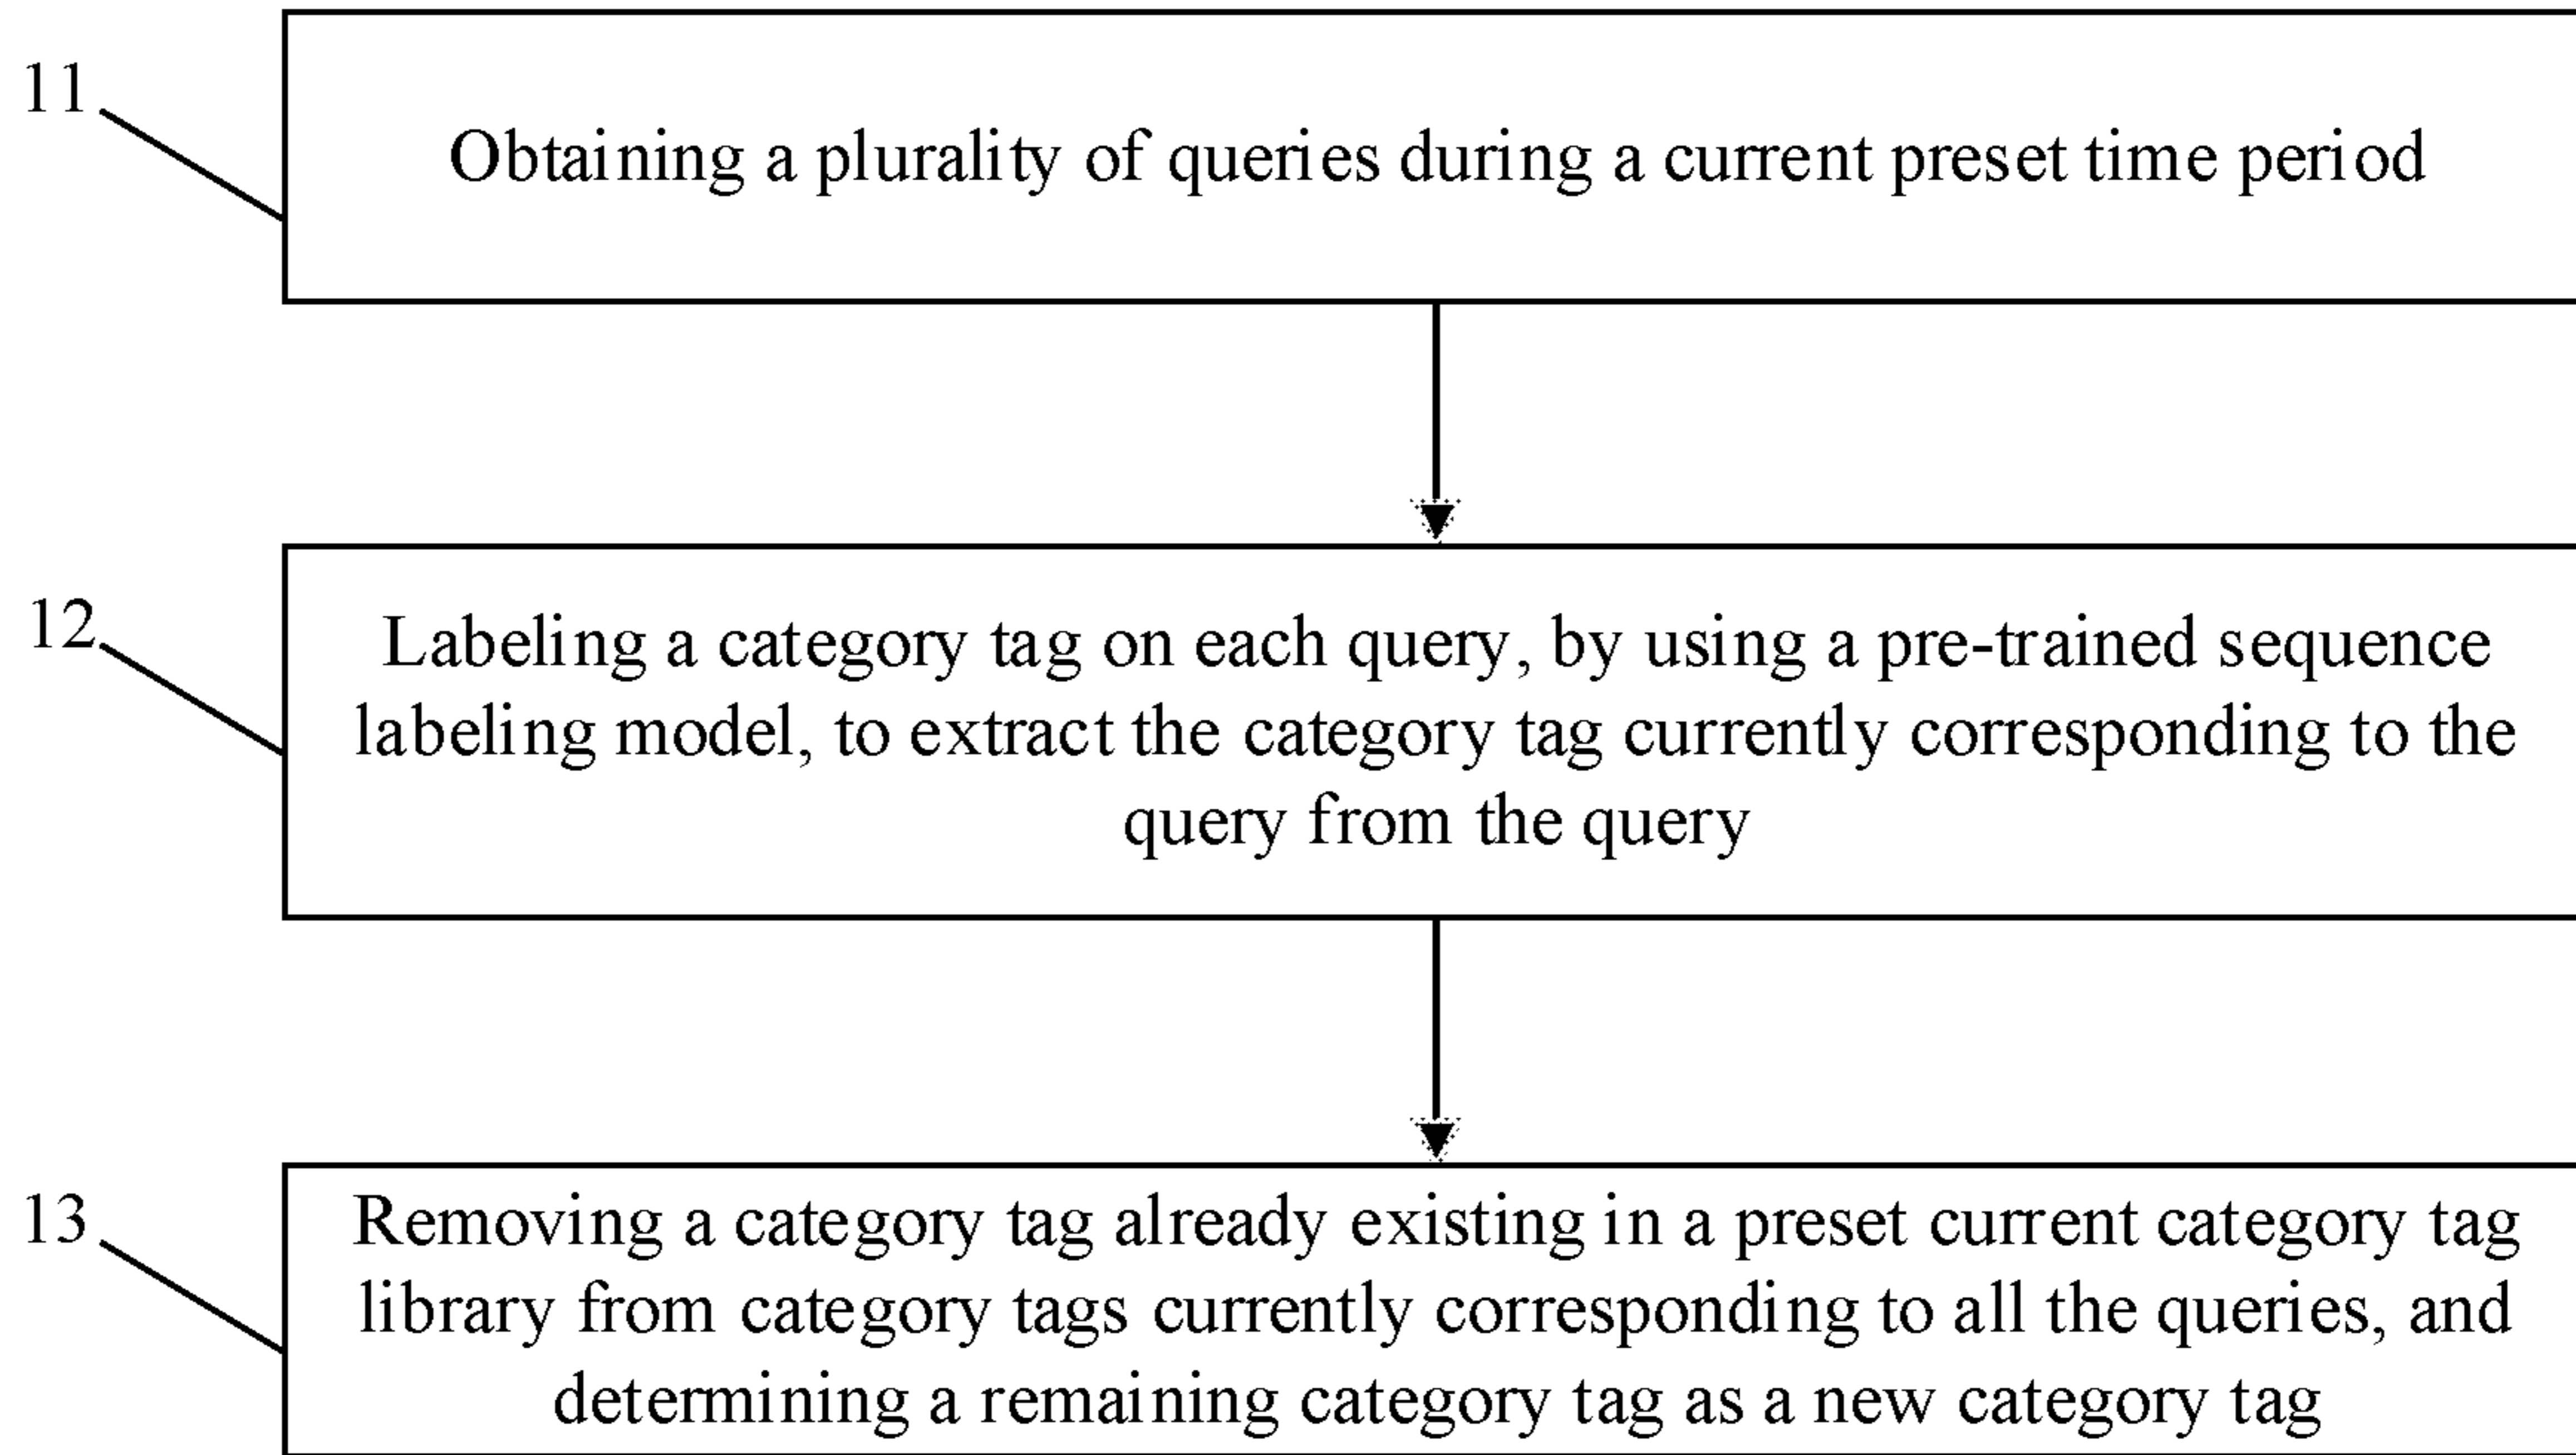 11
Obtaining a plurality of queries during a current preset time period
12
Labeling a category tag on each query, by using a pre-trained sequence
labeling model, to extract the category tag currently corresponding to the
query from the query
13
Removing a category tag already existing in a preset current category tag
library from category tags currently corresponding to all the queries, and
determining a remaining category tag as a new category tag